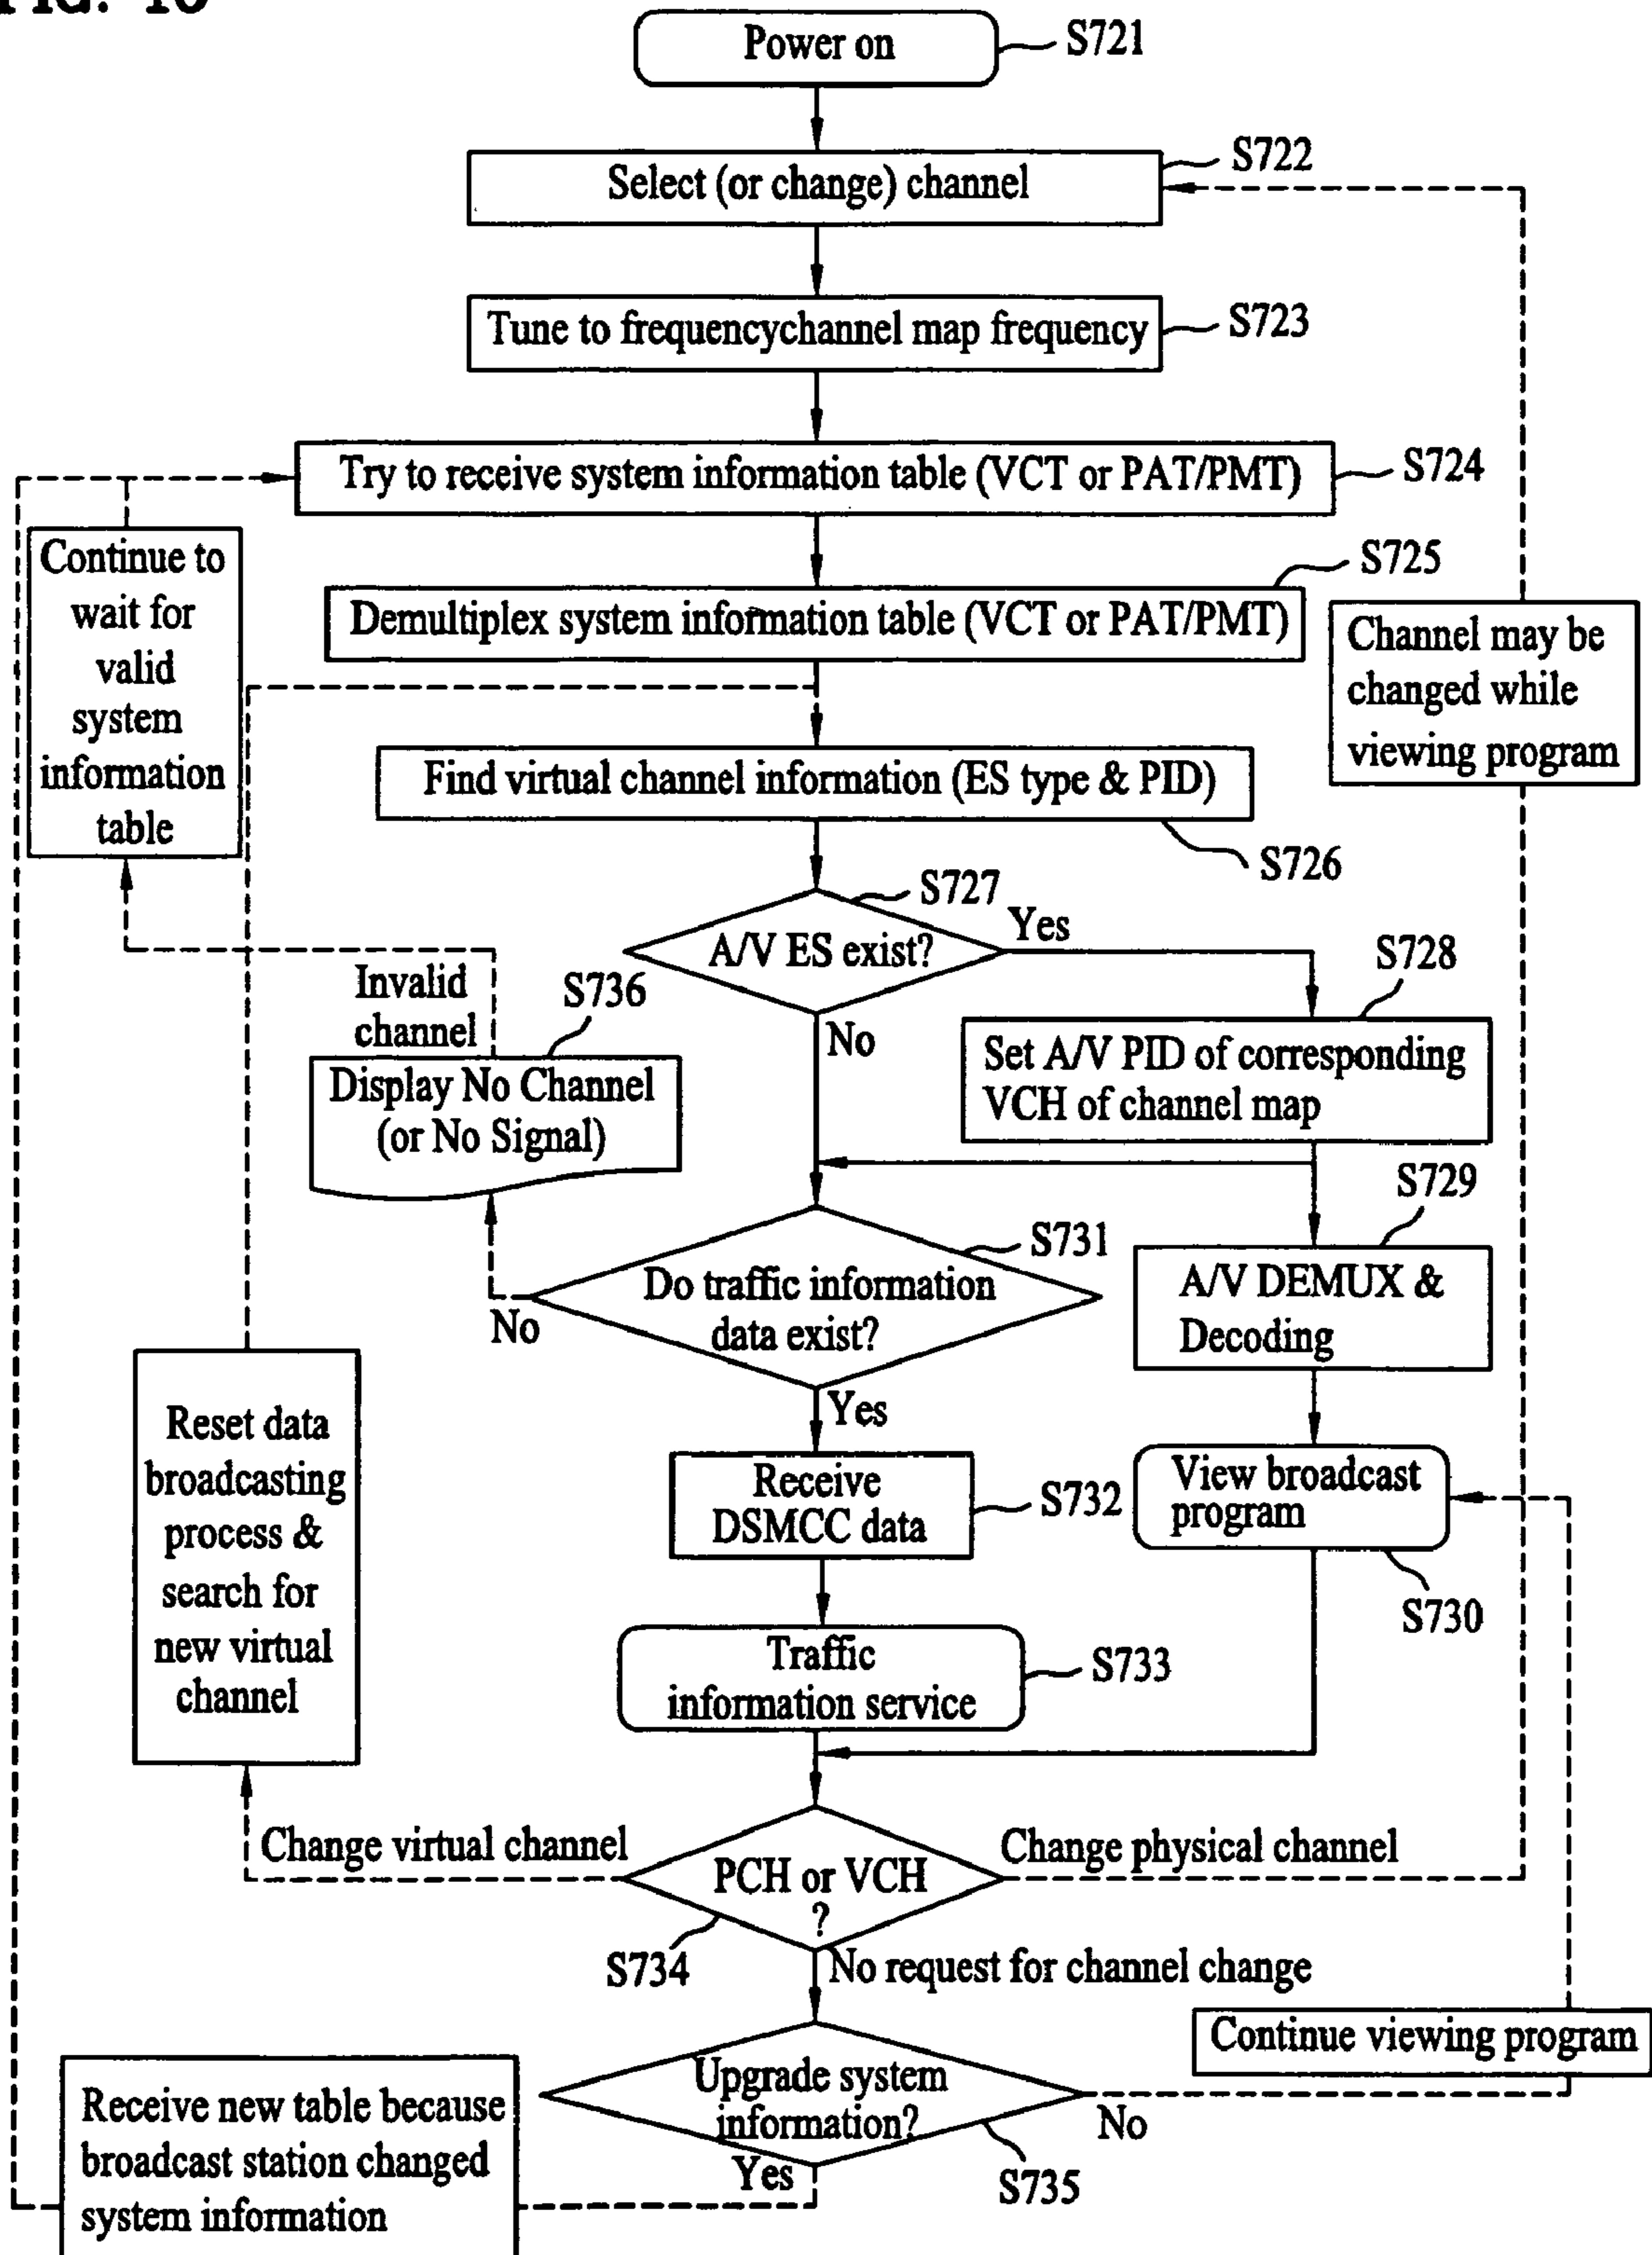 Power on
S721
Select (or change) channel
S722
Tune to frequencychannel map frequency
S723
Try to receive system information table (VCT or PAT/PMT)
S724
Continue to
wait for
valid
system
information
table
S725
Demultiplex system information table (VCT or PAT/PMT)
Channel may be
changed while
viewing program
Find virtual channel information (ES type & PID)
S726
S727
A/V ES exist?
Yes
No
Invalid
channel
S736
Display No Channel
(or No Signal)
S728
Set A/V PID of corresponding
VCH of channel map
S729
A/V DEMUX &
Decoding
S731
Do traffic information
data exist?
No
Yes
Reset data
broadcasting
process &
search for
new virtual
channel
Receive
DSMCC data
S732
View broadcast
program
S730
Traffic
information service
S733
Change virtual channel
PCH or VCH
?
Change physical channel
S734
No request for channel change
Continue viewing program
Upgrade system
information?
No
Yes
S735
Receive new table because
broadcast station changed
system information